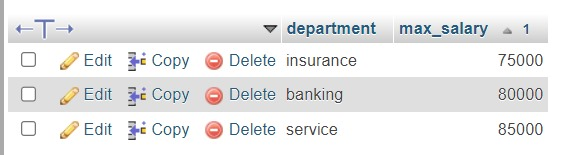 department max_salary 1
Edit Copy Delete insurance 75000
Edit Copy Delete banking 80000
Edit Copy Delete service 85000